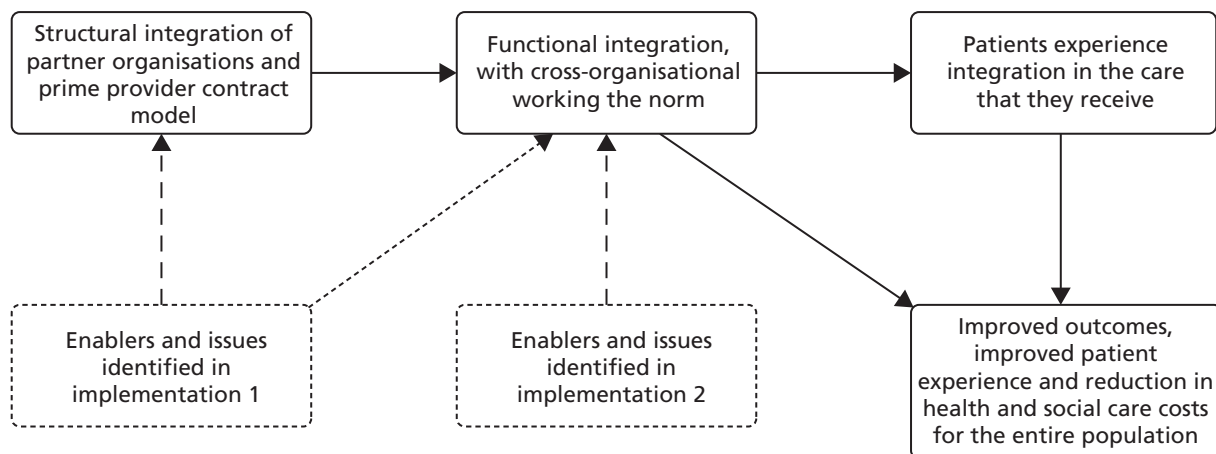 Structural integration of
partner organisations and
prime provider contract
model
Functional integration,
with cross-organisational
working the norm
Patients experience
integration in the care
that they receive
Enablers and issues
identified in
implementation 1
Enablers and issues
identified in
implementation 2
Improved outcomes,
improved patient
experience and reduction in
health and social care costs
for the entire population